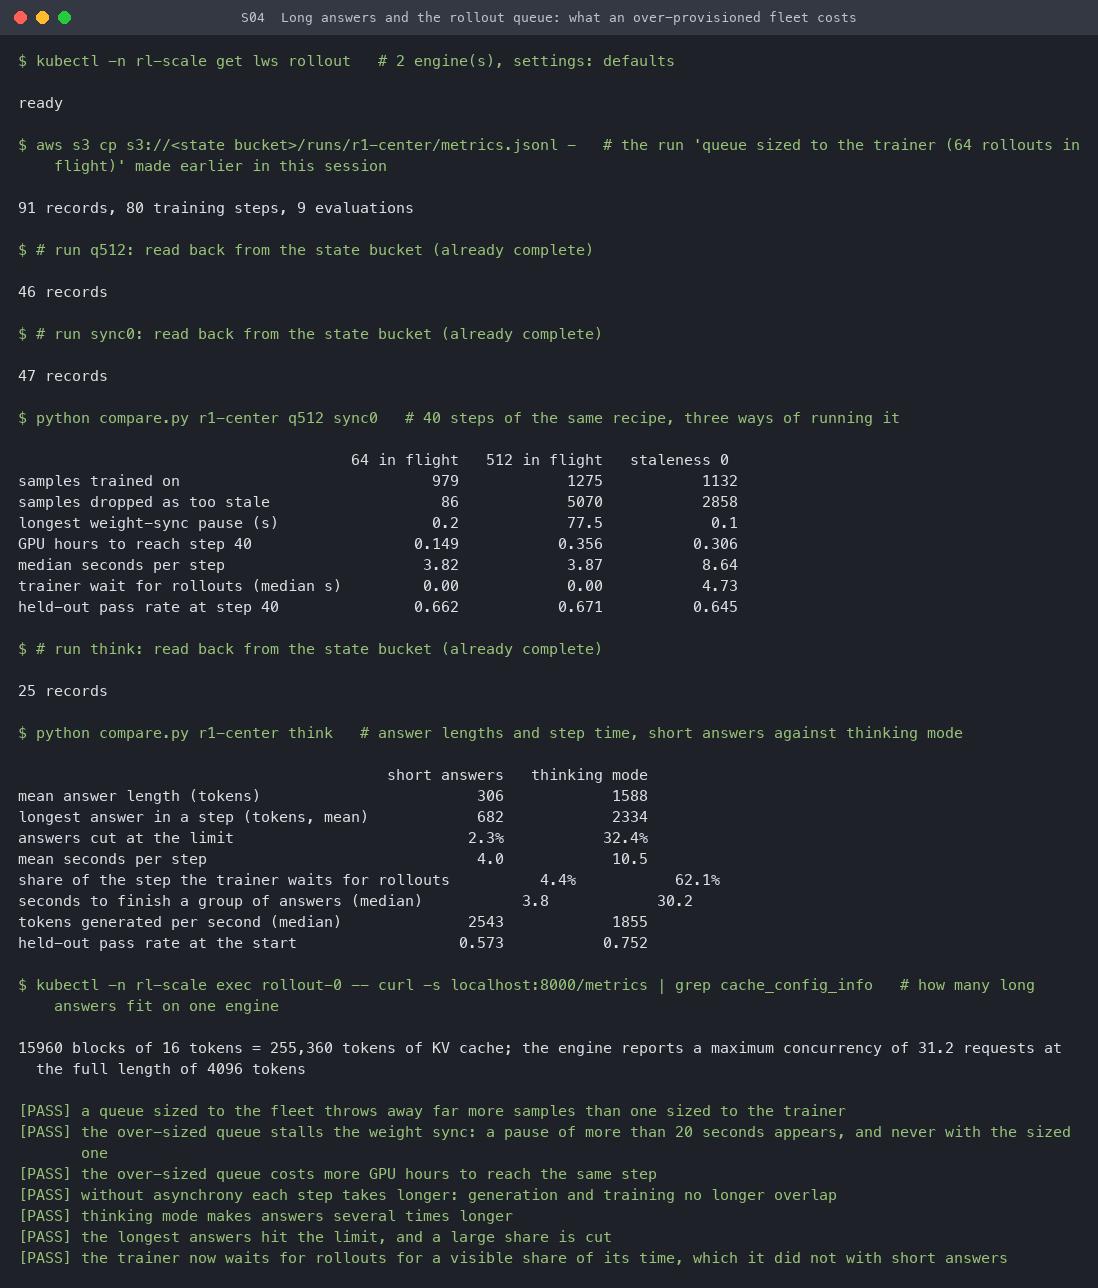 S04  Long answers and the rollout queue: what an over-provisioned fleet costs
$ kubectl -n rl-scale get lws rollout   # 2 engine(s), settings: defaults
ready
$ aws s3 cp s3://<state bucket>/runs/r1-center/metrics.jsonl -   # the run 'queue sized to the trainer (64 rollouts in
flight)' made earlier in this session
91 records, 80 training steps, 9 evaluations
$ # run q512: read back from the state bucket (already complete)
46 records
$ # run sync0: read back from the state bucket (already complete)
47 records
$ python compare.py r1-center q512 sync0   # 40 steps of the same recipe, three ways of running it
64 in flight   512 in flight   staleness 0
samples trained on   979   1275   1132
samples dropped as too stale   86   5070   2858
longest weight-sync pause (s)   0.2   77.5   0.1
GPU hours to reach step 40   0.149   0.356   0.306
median seconds per step   3.82   3.87   8.64
trainer wait for rollouts (median s)   0.00   0.00   4.73
held-out pass rate at step 40   0.662   0.671   0.645
$ # run think: read back from the state bucket (already complete)
25 records
$ python compare.py r1-center think   # answer lengths and step time, short answers against thinking mode
short answers   thinking mode
mean answer length (tokens)   306   1588
longest answer in a step (tokens, mean)   682   2334
answers cut at the limit   2.3%   32.4%
mean seconds per step   4.0   10.5
share of the step the trainer waits for rollouts   4.4%   62.1%
seconds to finish a group of answers (median)   3.8   30.2
tokens generated per second (median)   2543   1855
held-out pass rate at the start   0.573   0.752
$ kubectl -n rl-scale exec rollout-0 -- curl -s localhost:8000/metrics | grep cache_config_info   # how many long
answers fit on one engine
15960 blocks of 16 tokens = 255,360 tokens of KV cache; the engine reports a maximum concurrency of 31.2 requests at
the full length of 4096 tokens
[PASS] a queue sized to the fleet throws away far more samples than one sized to the trainer
[PASS] the over-sized queue stalls the weight sync: a pause of more than 20 seconds appears, and never with the sized
one
[PASS] the over-sized queue costs more GPU hours to reach the same step
[PASS] without asynchrony each step takes longer: generation and training no longer overlap
[PASS] thinking mode makes answers several times longer
[PASS] the longest answers hit the limit, and a large share is cut
[PASS] the trainer now waits for rollouts for a visible share of its time, which it did not with short answers